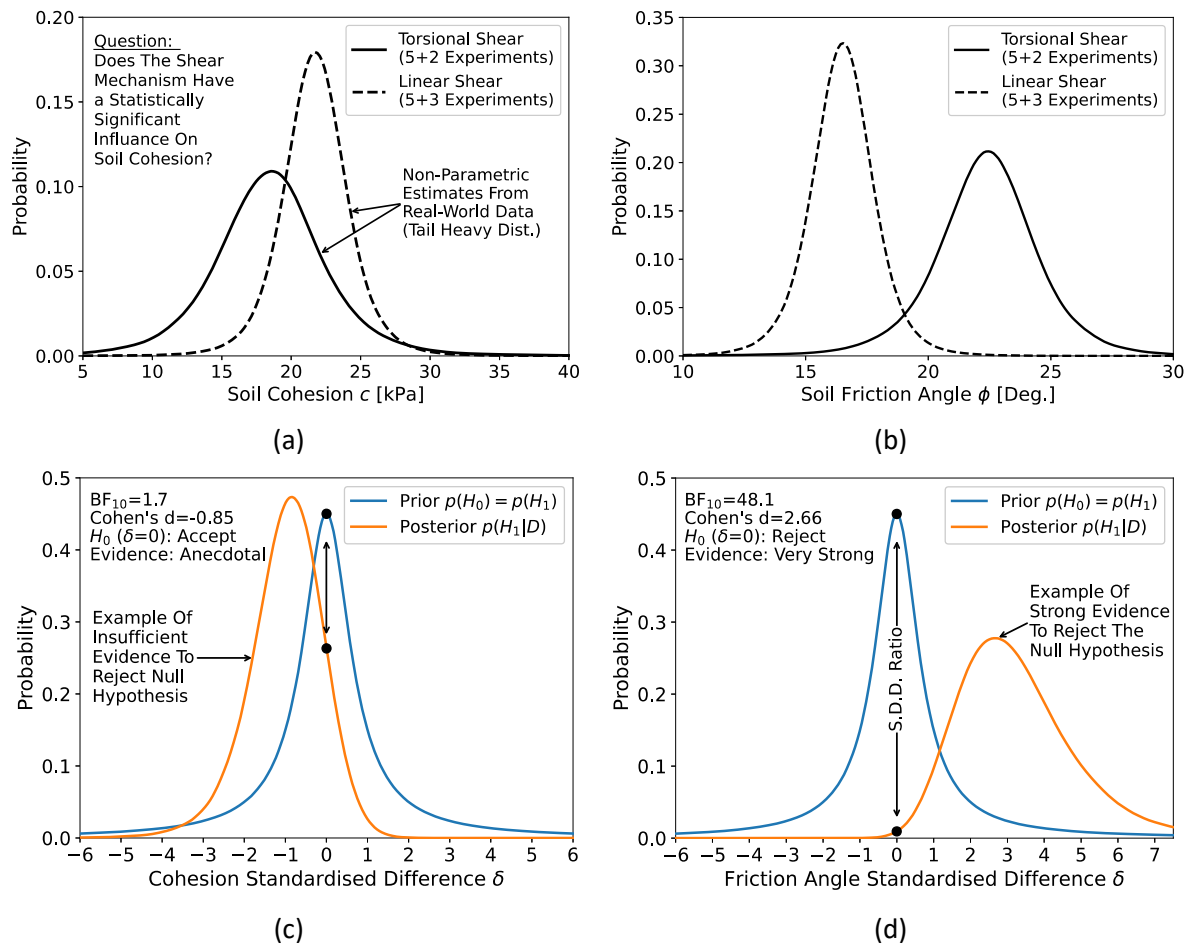 Question:
Does The Shear
Mechanism Have
a Statistically
Significant
Influence On
Soil Cohesion?
Torsional Shear
(5+2 Experiments)
Linear Shear
(5+3 Experiments)
Non-Parametric
Estimates From
Real-World Data
(Tail Heavy Dist.)
Probability
0.20
0.15
0.10
0.05
0.00
5 10 15 20 25 30 35 40
Soil Cohesion c [kPa]
(a)
Torsional Shear
(5+2 Experiments)
Linear Shear
(5+3 Experiments)
Probability
0.35
0.30
0.25
0.20
0.15
0.10
0.05
0.00
10 15 20 25 30
Soil Friction Angle ϕ [Deg.]
(b)
BF₁₀=1.7
Cohen's d=-0.85
H₀ (δ=0): Accept
Evidence: Anecdotal
Prior p(H₀) = p(H₁)
Posterior p(H₁|D)
Example Of
Insufficient
Evidence To
Reject Null
Hypothesis
Probability
0.5
0.4
0.3
0.2
0.1
0.0
−6 −5 −4 −3 −2 −1 0 1 2 3 4 5 6
Cohesion Standardised Difference δ
(c)
BF₁₀=48.1
Cohen's d=2.66
H₀ (δ=0): Reject
Evidence: Very Strong
Prior p(H₀) = p(H₁)
Posterior p(H₁|D)
Example Of
Strong Evidence
To Reject The
Null Hypothesis
S.D.D. Ratio
Probability
0.5
0.4
0.3
0.2
0.1
0.0
−6 −5 −4 −3 −2 −1 0 1 2 3 4 5 6 7
Friction Angle Standardised Difference δ
(d)